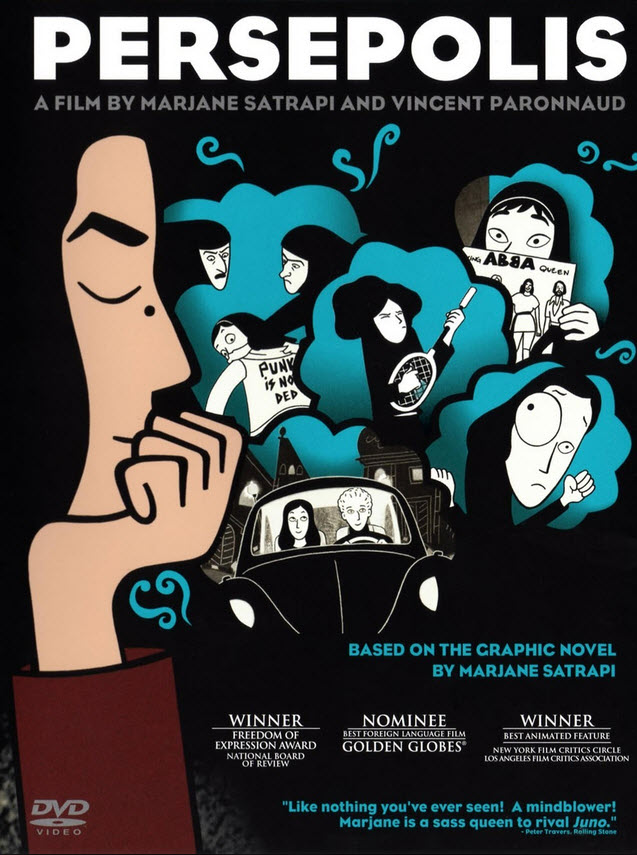 PERSEPOLIS
A FILM BY MARJANE SATRAPI AND VINCENT PARONNAUD
ABBA QUEEN
PUNK
iS NO
DED
BASED ON THE GRAPHIC NOVEL
BY MARJANE SATRAPI
WINNER
FREEDOM OF
EXPRESSION AWARD
NATIONAL BOARD
OF REVIEW
NOMINEE
BEST FOREIGN LANGUAGE FILM
GOLDEN GLOBES®
WINNER
BEST ANIMATED FEATURE
NEW YORK FILM CRITICS CIRCLE
LOS ANGELES FILM CRITICS ASSOCIATION
DVD
VIDEO
"Like nothing you've ever seen! A mindblower!
Marjane is a sass queen to rival Juno."
- Peter Travers, Rolling Stone